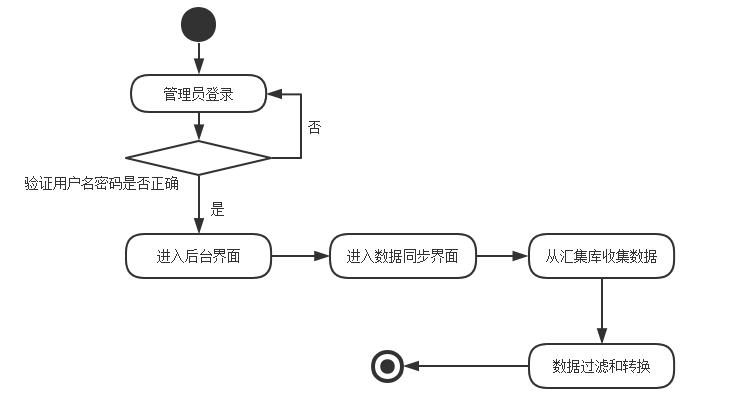 管理员登录
否
验证用户名密码是否正确
是
进入后台界面
进入数据同步界面
从汇集库收集数据
数据过滤和转换